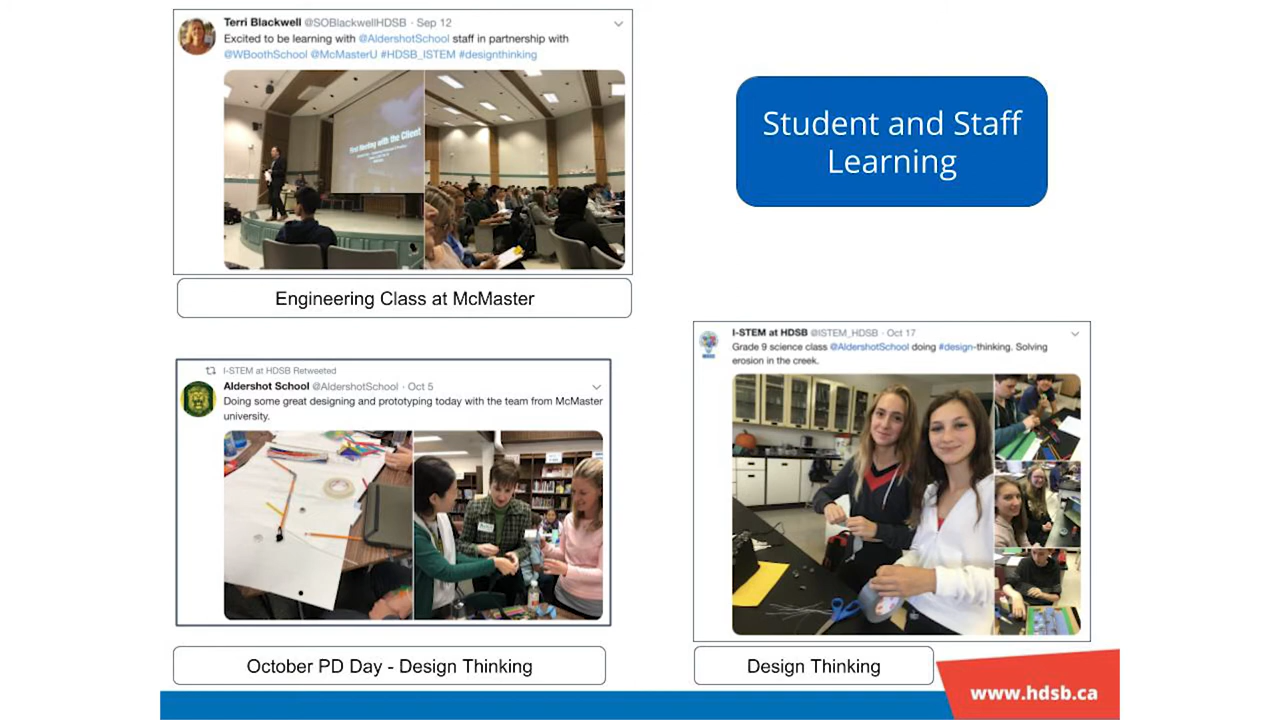 Terri Blackwell @SOBlackwellHDSB · Sep 12
Excited to be learning with @AldershotSchool staff in partnership with
@WBoothSchool @McMasterU #HDSB_ISTEM #designthinking
First Meeting with the Client
Engineering Class at McMaster
Student and Staff
Learning
I-STEM at HDSB Retweeted
Aldershot School @AldershotSchool · Oct 5
Doing some great designing and prototyping today with the team from McMaster
university.
October PD Day - Design Thinking
I-STEM at HDSB @ISTEM_HDSB · Oct 17
Grade 9 science class @AldershotSchool doing #design-thinking. Solving
erosion in the creek.
Design Thinking
www.hdsb.ca